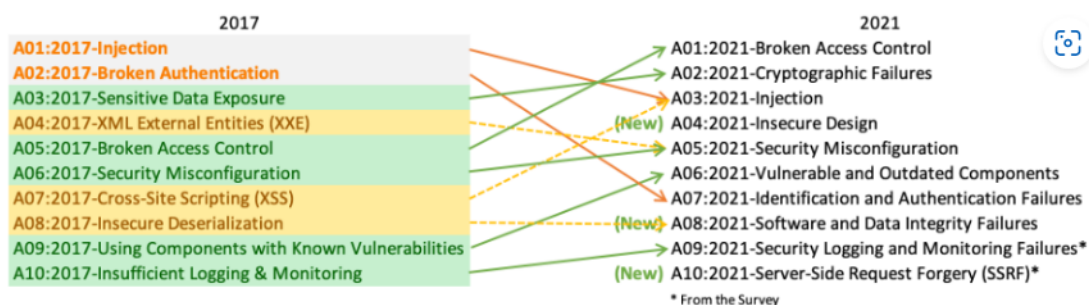 2017
A01:2017-Injection
A02:2017-Broken Authentication
A03:2017-Sensitive Data Exposure
A04:2017-XML External Entities (XXE)
A05:2017-Broken Access Control
A06:2017-Security Misconfiguration
A07:2017-Cross-Site Scripting (XSS)
A08:2017-Insecure Deserialization
A09:2017-Using Components with Known Vulnerabilities
A10:2017-Insufficient Logging & Monitoring
2021
A01:2021-Broken Access Control
A02:2021-Cryptographic Failures
A03:2021-Injection
(New) A04:2021-Insecure Design
A05:2021-Security Misconfiguration
A06:2021-Vulnerable and Outdated Components
A07:2021-Identification and Authentication Failures
(New) A08:2021-Software and Data Integrity Failures
A09:2021-Security Logging and Monitoring Failures*
(New) A10:2021-Server-Side Request Forgery (SSRF)*
* From the Survey